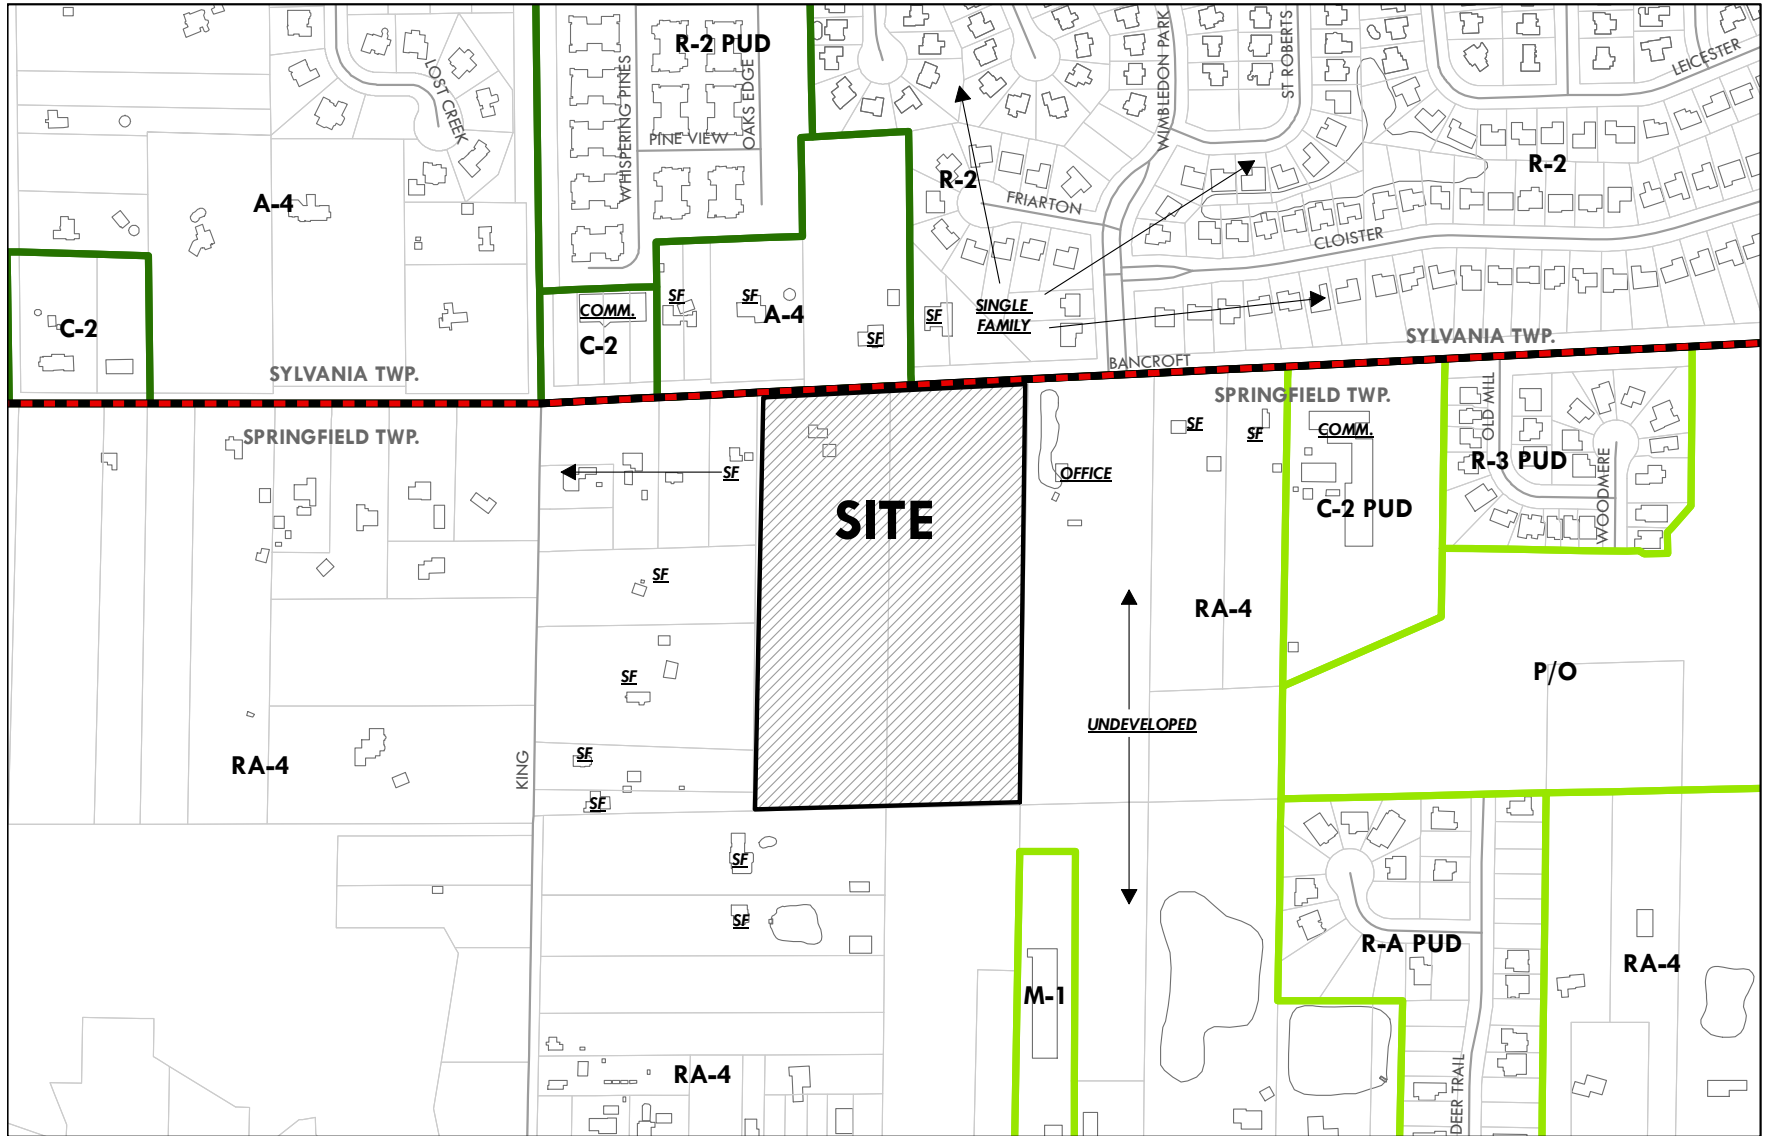 R-2 PUD
LOST CREEK
WHISPERING PINES
OAKS EDGE
PINE VIEW
WIMBLEDON PARK
ST ROBERTS
LEICESTER
A-4
R-2
R-2
FRIARTON
CLOISTER
C-2
COMM.
C-2
SF
SF
A-4
SF
SF
SINGLE
FAMILY
BANCROFT
SYLVANIA TWP.
SYLVANIA TWP.
SPRINGFIELD TWP.
SPRINGFIELD TWP.
SF
SITE
OFFICE
SF
SF
COMM.
C-2 PUD
OLD MILL
R-3 PUD
WOODMERE
SF
SF
RA-4
P/O
UNDEVELOPED
RA-4
KING
SF
SF
SF
SF
M-1
R-A PUD
RA-4
RA-4
DEER TRAIL